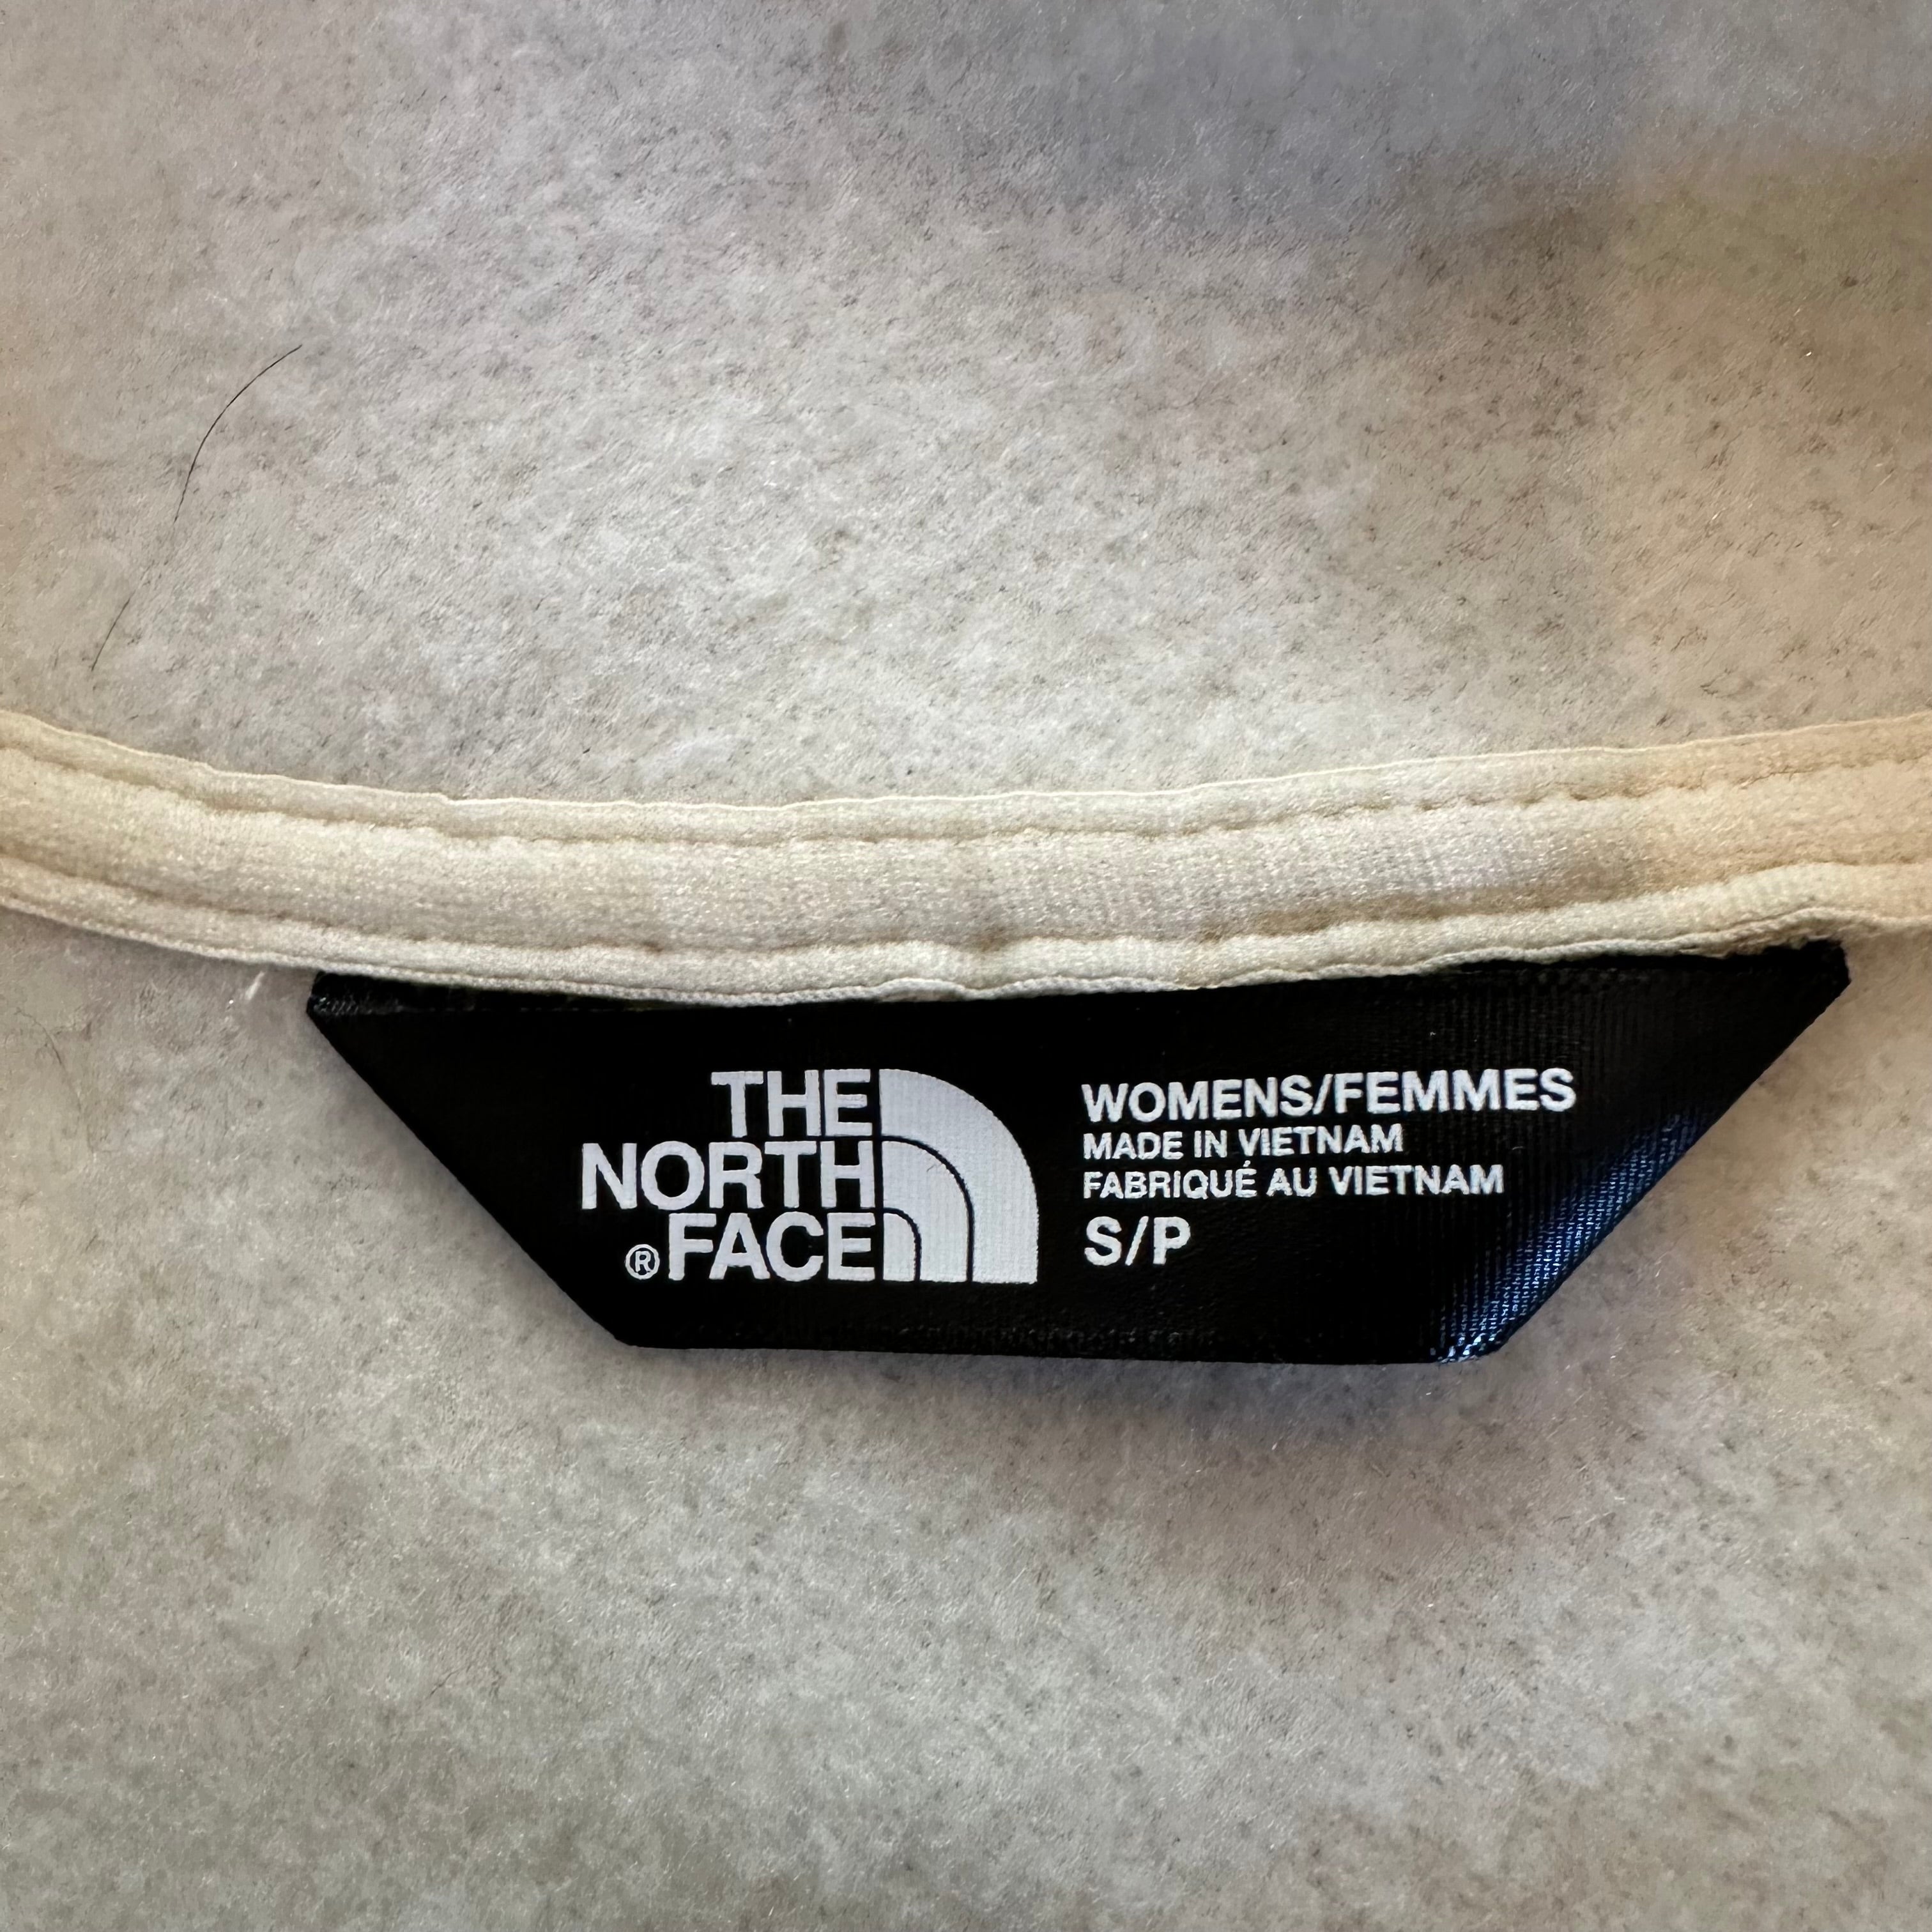 THE
NORTH
®FACE
WOMENS/FEMMES
MADE IN VIETNAM
FABRIQUÉ AU VIETNAM
S/P